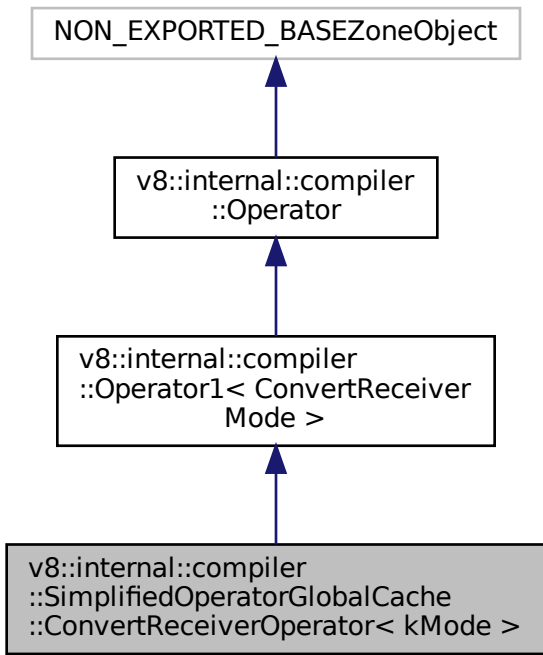 NON_EXPORTED_BASEZoneObject
v8::internal::compiler
::Operator
v8::internal::compiler
::Operator1< ConvertReceiver
Mode >
v8::internal::compiler
::SimplifiedOperatorGlobalCache
::ConvertReceiverOperator< kMode >